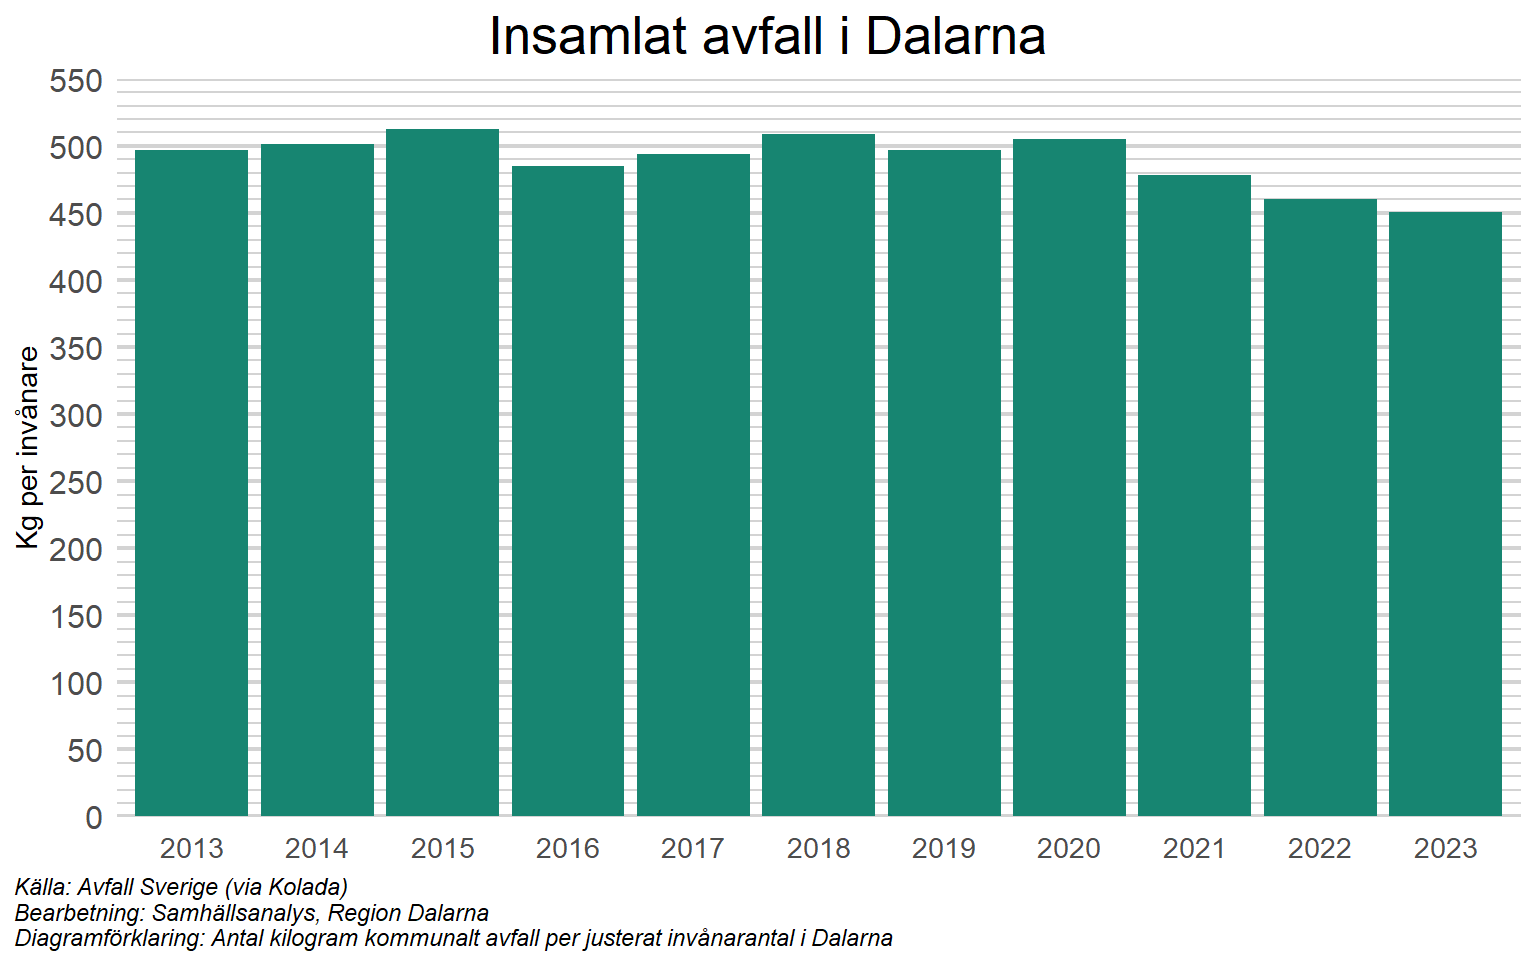 Insamlat avfall i Dalarna
550
500
450
400
350
300
250
200
150
100
50
0
Kg per invånare
2013 2014 2015 2016 2017 2018 2019 2020 2021 2022 2023
Källa: Avfall Sverige (via Kolada)
Bearbetning: Samhällsanalys, Region Dalarna
Diagramförklaring: Antal kilogram kommunalt avfall per justerat invånarantal i Dalarna